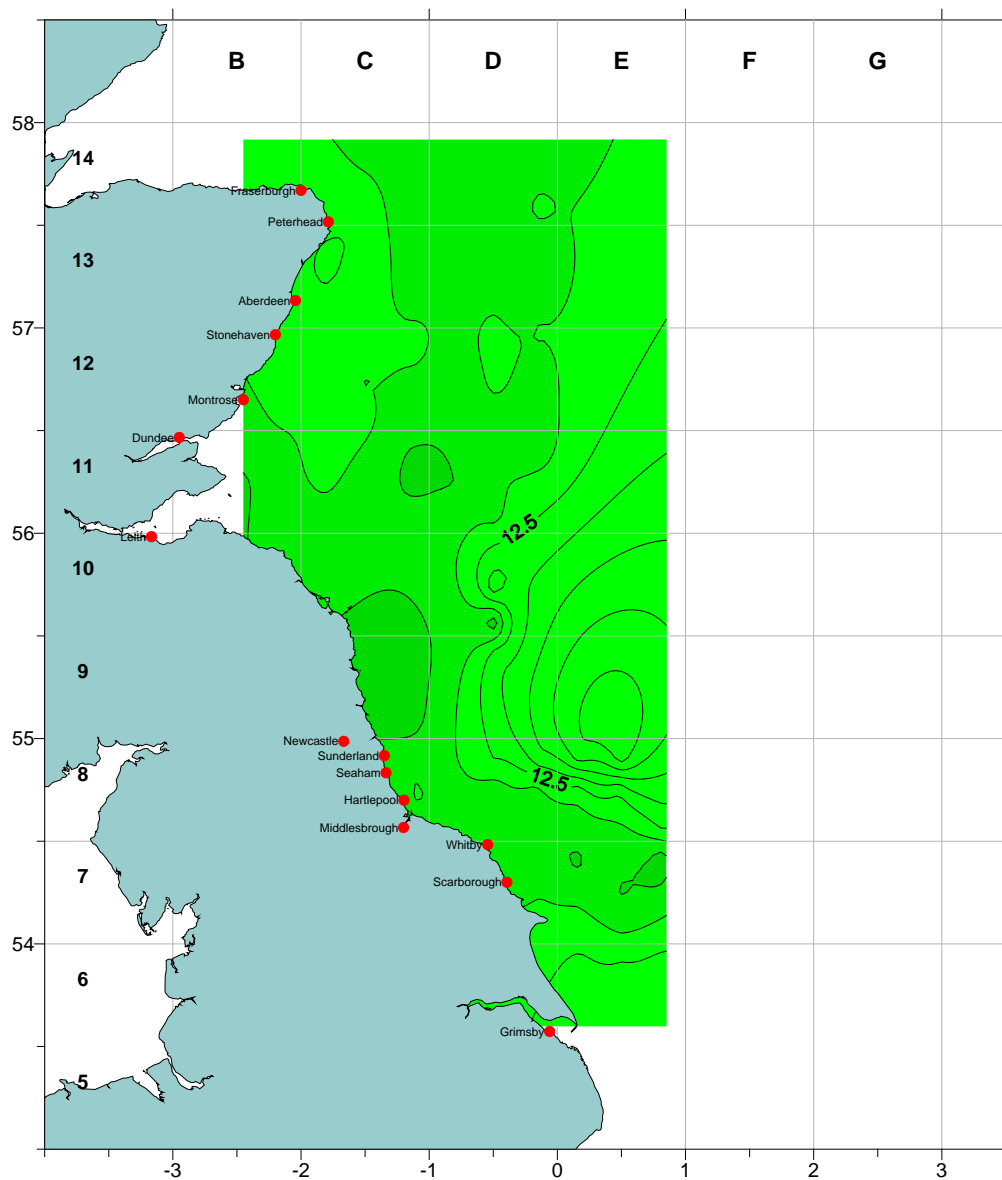 B C D E F G
58
14
Fraserburgh
Peterhead
13
Aberdeen
57
Stonehaven
12
Montrose
Dundee
11
12.5
56
Leith
10
9
55
Newcastle
Sunderland
8
Seaham
12.5
Hartlepool
Middlesbrough
Whitby
7
Scarborough
54
6
Grimsby
5
-3 -2 -1 0 1 2 3